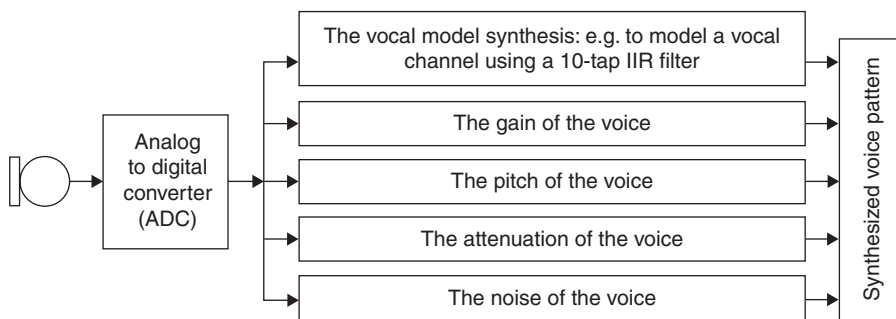 The vocal model synthesis: e.g. to model a vocal
channel using a 10-tap IIR filter
The gain of the voice
Analog
to digital
converter
(ADC)
The pitch of the voice
The attenuation of the voice
The noise of the voice
Synthesized voice pattern